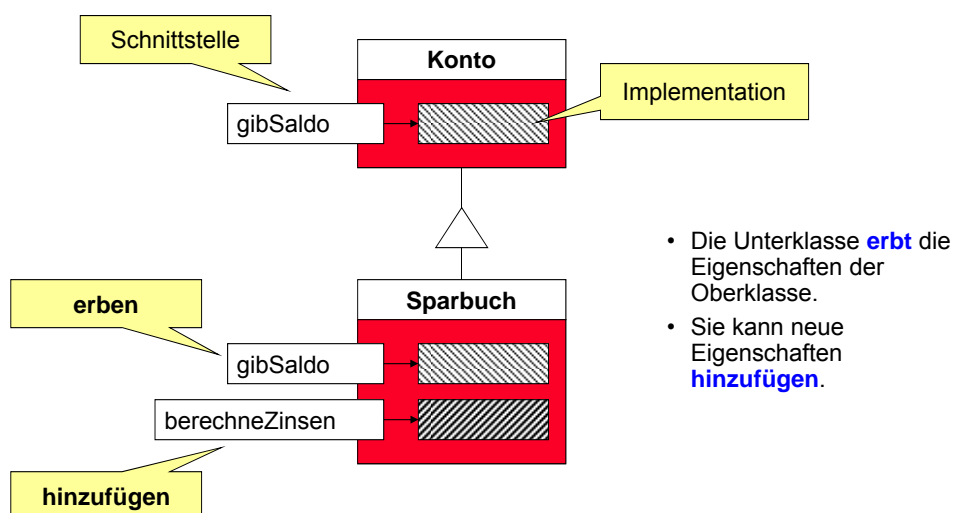 Schnittstelle
Konto
Implementation
gibSaldo
• Die Unterklasse erbt die
Eigenschaften der
Oberklasse.
• Sie kann neue
Eigenschaften
hinzufügen.
erben
Sparbuch
gibSaldo
berechneZinsen
hinzufügen